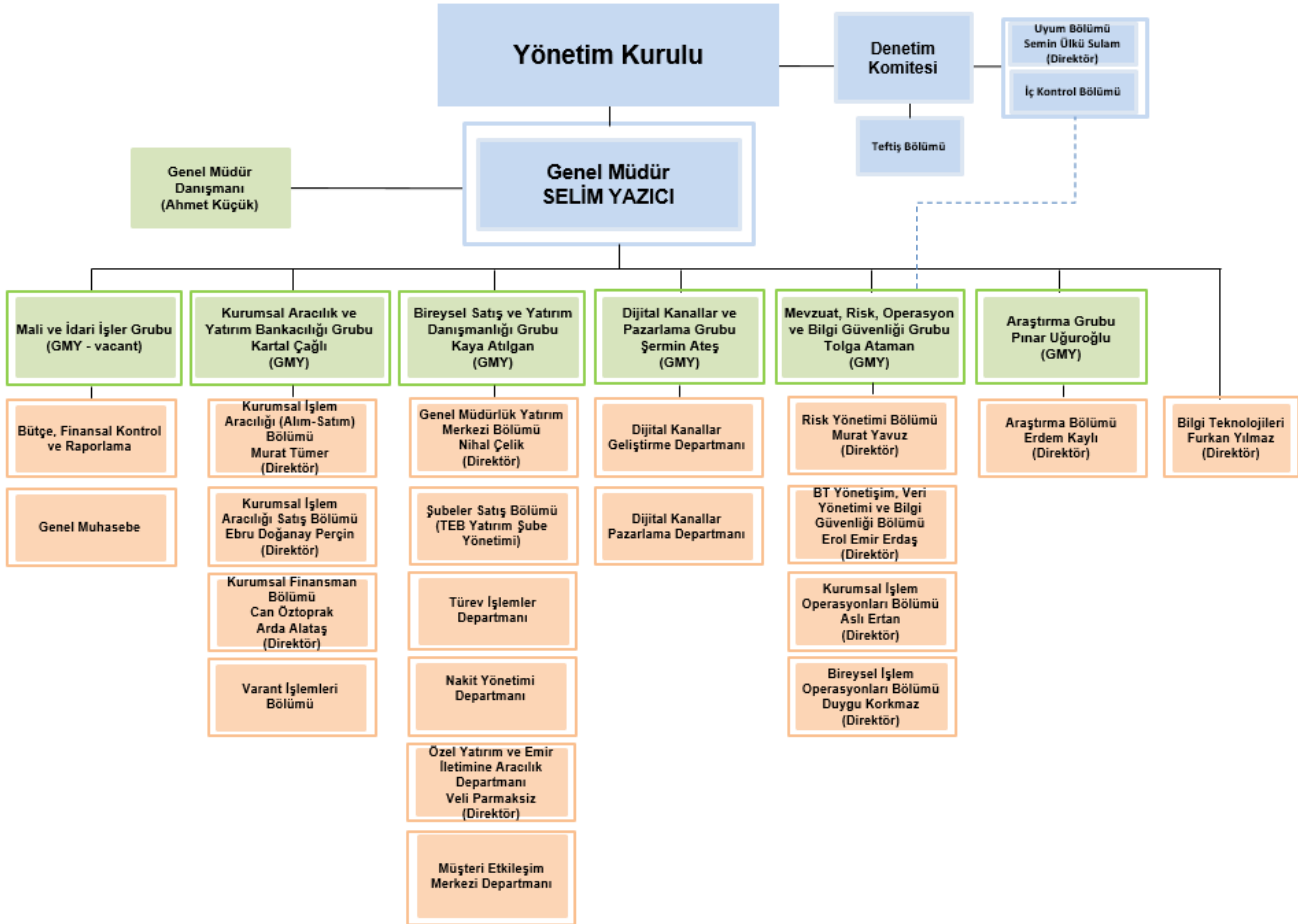 Yönetim Kurulu
Denetim
Komitesi
Uyum Bölümü
Semin Ülkü Sulam
(Direktör)
İç Kontrol Bölümü
Teftiş Bölümü
Genel Müdür
SELİM YAZICI
Genel Müdür
Danışmanı
(Ahmet Küçük)
Mali ve İdari İşler Grubu
(GMY - vacant)
Kurumsal Aracılık ve
Yatırım Bankacılığı Grubu
Kartal Çağlı
(GMY)
Bireysel Satış ve Yatırım
Danışmanlığı Grubu
Kaya Atılgan
(GMY)
Dijital Kanallar ve
Pazarlama Grubu
Şermin Ateş
(GMY)
Mevzuat, Risk, Operasyon
ve Bilgi Güvenliği Grubu
Tolga Ataman
(GMY)
Araştırma Grubu
Pınar Uğuroğlu
(GMY)
Bütçe, Finansal Kontrol
ve Raporlama
Genel Muhasebe
Kurumsal İşlem
Aracılığı (Alım-Satım)
Bölümü
Murat Tümer
(Direktör)
Kurumsal İşlem
Aracılığı Satış Bölümü
Ebru Doğanay Perçin
(Direktör)
Kurumsal Finansman
Bölümü
Can Öztoprak
Arda Alataş
(Direktör)
Varant İşlemleri
Bölümü
Genel Müdürlük Yatırım
Merkezi Bölümü
Nihal Çelik
(Direktör)
Şubeler Satış Bölümü
(TEB Yatırım Şube
Yönetimi)
Türev İşlemler
Departmanı
Nakit Yönetimi
Departmanı
Özel Yatırım ve Emir
İletimine Aracılık
Departmanı
Veli Parmaksiz
(Direktör)
Müşteri Etkileşim
Merkezi Departmanı
Dijital Kanallar
Geliştirme Departmanı
Dijital Kanallar
Pazarlama Departmanı
Risk Yönetimi Bölümü
Murat Yavuz
(Direktör)
BT Yönetişim, Veri
Yönetimi ve Bilgi
Güvenliği Bölümü
Erol Emir Erdaş
(Direktör)
Kurumsal İşlem
Operasyonları Bölümü
Aslı Ertan
(Direktör)
Bireysel İşlem
Operasyonları Bölümü
Duygu Korkmaz
(Direktör)
Araştırma Bölümü
Erdem Kaylı
(Direktör)
Bilgi Teknolojileri
Furkan Yılmaz
(Direktör)